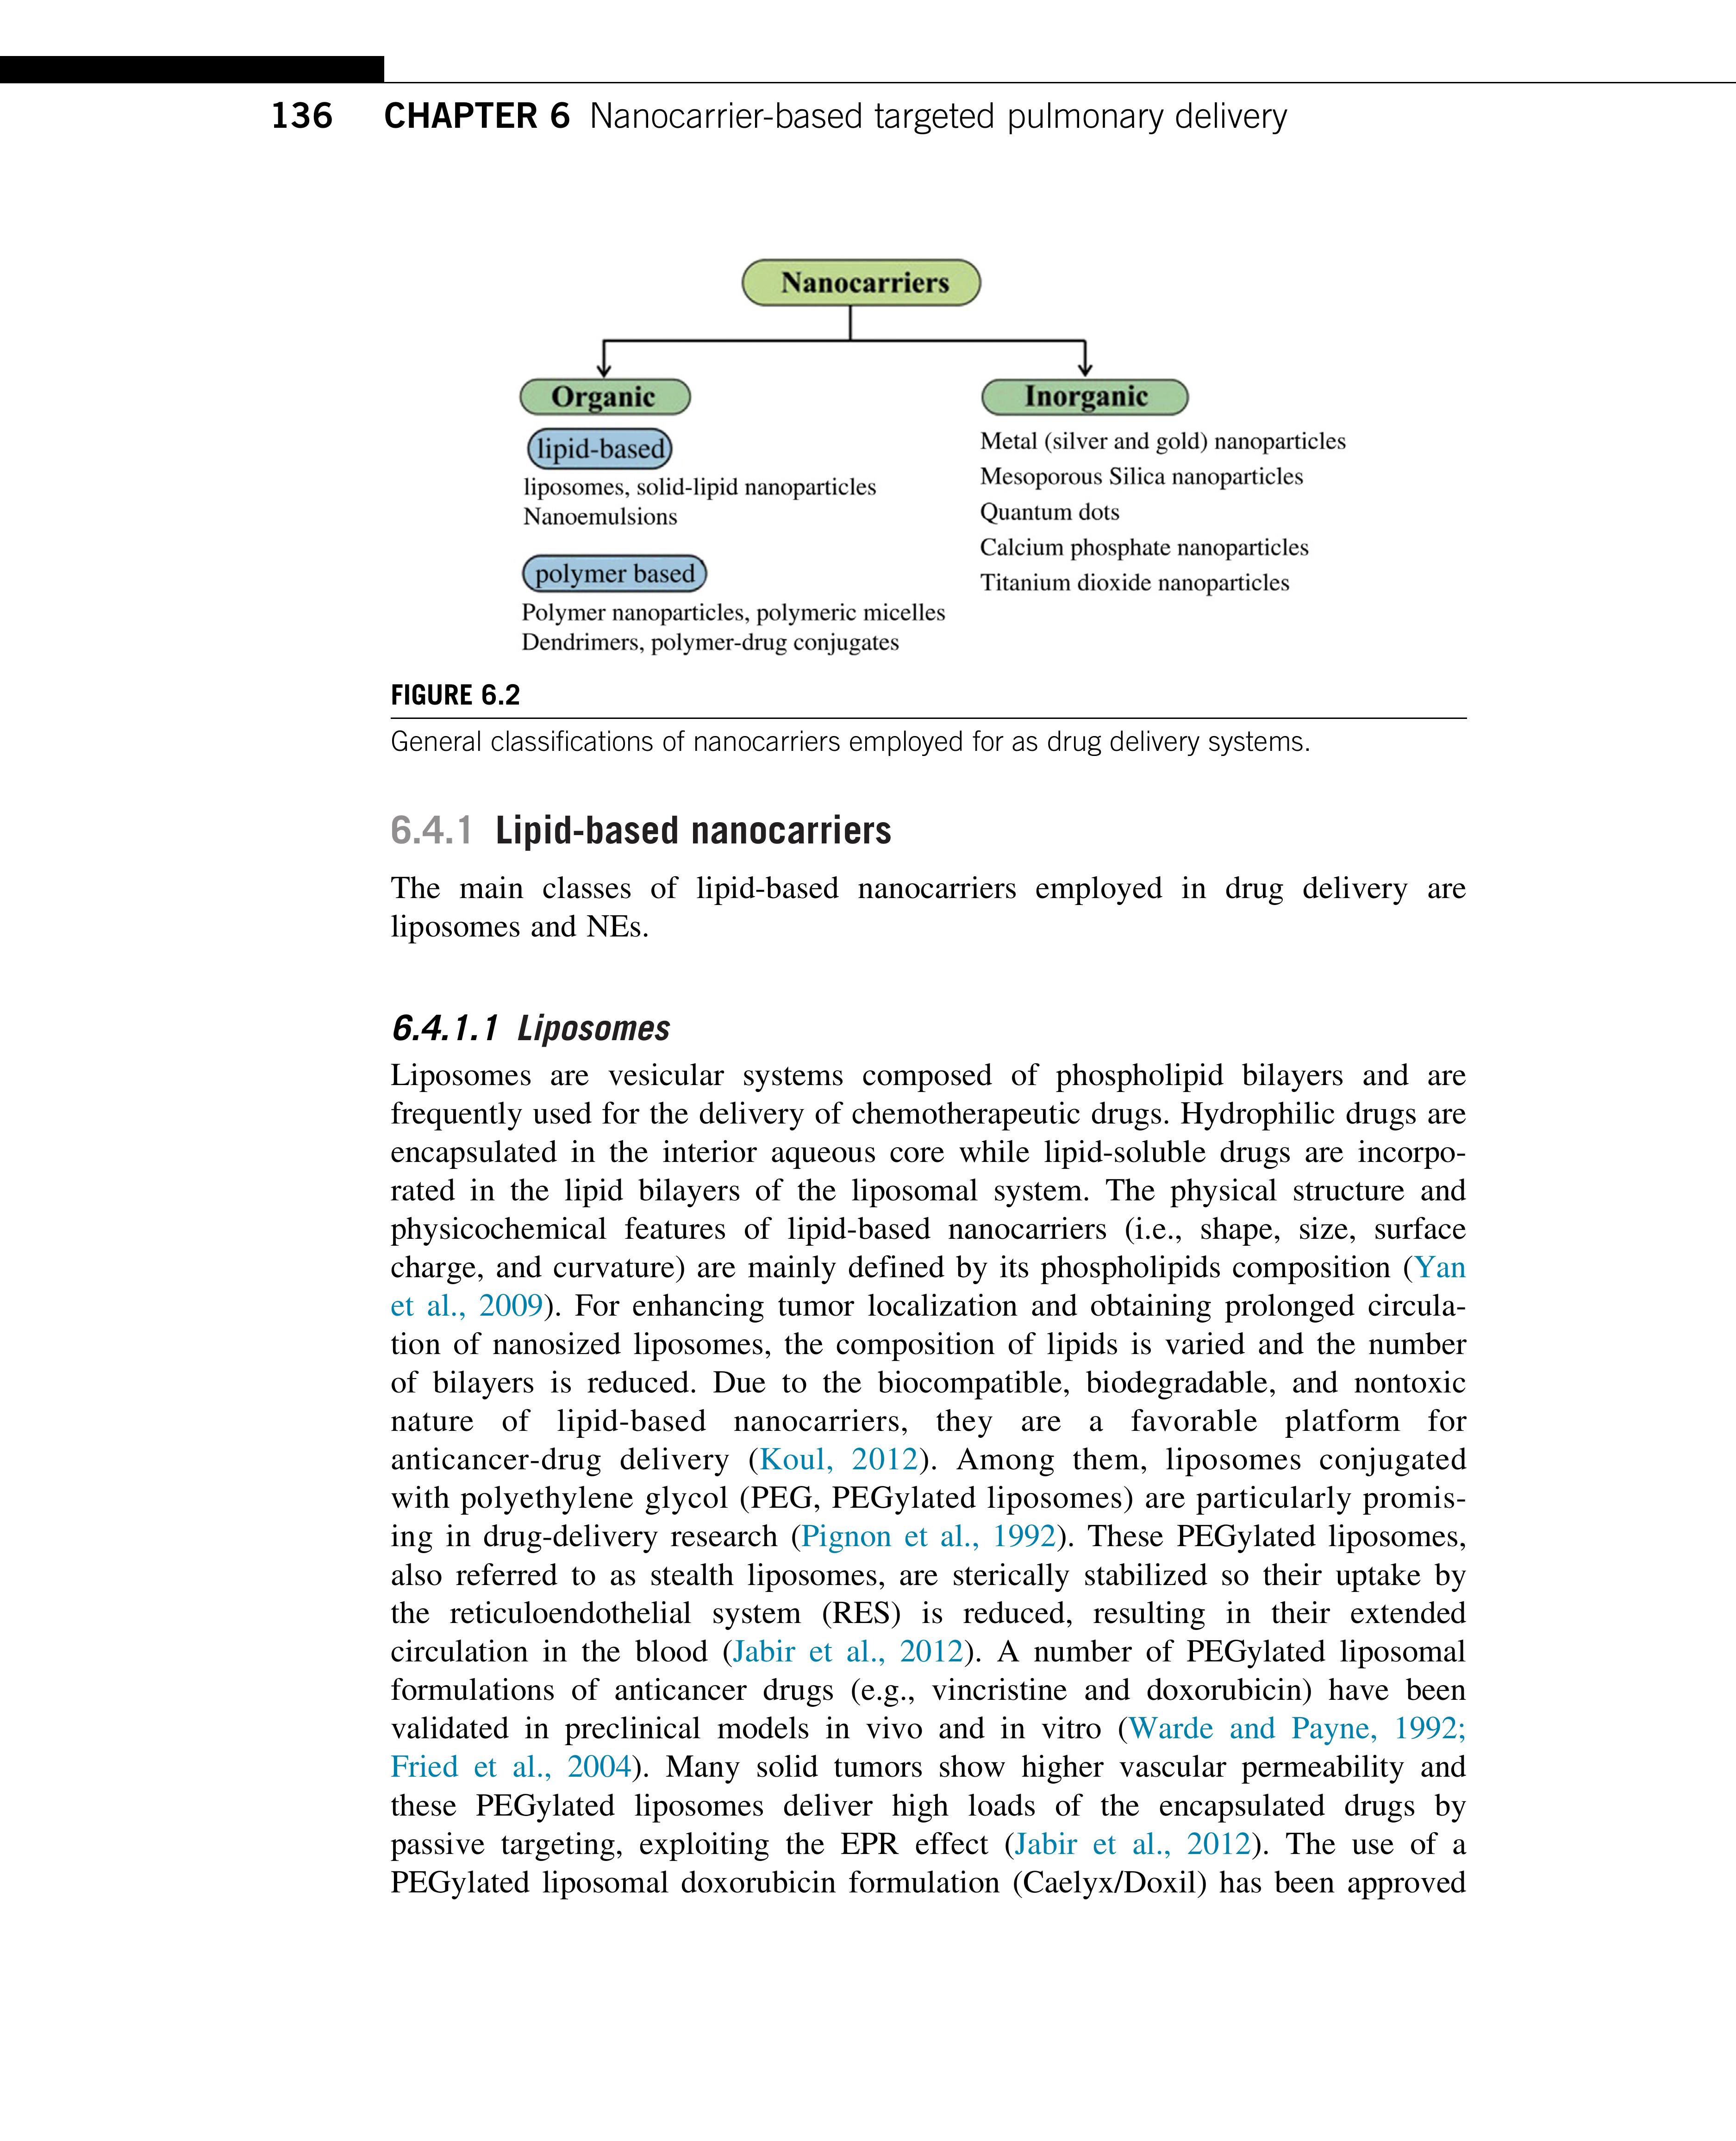 136 CHAPTER 6 Nanocarrier-based targeted pulmonary delivery
Nanocarriers
Organic
lipid-based
liposomes, solid-lipid nanoparticles
Nanoemulsions
polymer based
Polymer nanoparticles, polymeric micelles
Dendrimers, polymer-drug conjugates
Inorganic
Metal (silver and gold) nanoparticles
Mesoporous Silica nanoparticles
Quantum dots
Calcium phosphate nanoparticles
Titanium dioxide nanoparticles
FIGURE 6.2
General classifications of nanocarriers employed for as drug delivery systems.
6.4.1 Lipid-based nanocarriers
The main classes of lipid-based nanocarriers employed in drug delivery are
liposomes and NEs.
6.4.1.1 Liposomes
Liposomes are vesicular systems composed of phospholipid bilayers and are
frequently used for the delivery of chemotherapeutic drugs. Hydrophilic drugs are
encapsulated in the interior aqueous core while lipid-soluble drugs are incorpo-
rated in the lipid bilayers of the liposomal system. The physical structure and
physicochemical features of lipid-based nanocarriers (i.e., shape, size, surface
charge, and curvature) are mainly defined by its phospholipids composition (Yan
et al., 2009). For enhancing tumor localization and obtaining prolonged circula-
tion of nanosized liposomes, the composition of lipids is varied and the number
of bilayers is reduced. Due to the biocompatible, biodegradable, and nontoxic
nature of lipid-based nanocarriers, they are a favorable platform for
anticancer-drug delivery (Koul, 2012). Among them, liposomes conjugated
with polyethylene glycol (PEG, PEGylated liposomes) are particularly promis-
ing in drug-delivery research (Pignon et al., 1992). These PEGylated liposomes,
also referred to as stealth liposomes, are sterically stabilized so their uptake by
the reticuloendothelial system (RES) is reduced, resulting in their extended
circulation in the blood (Jabir et al., 2012). A number of PEGylated liposomal
formulations of anticancer drugs (e.g., vincristine and doxorubicin) have been
validated in preclinical models in vivo and in vitro (Warde and Payne, 1992;
Fried et al., 2004). Many solid tumors show higher vascular permeability and
these PEGylated liposomes deliver high loads of the encapsulated drugs by
passive targeting, exploiting the EPR effect (Jabir et al., 2012). The use of a
PEGylated liposomal doxorubicin formulation (Caelyx/Doxil) has been approved